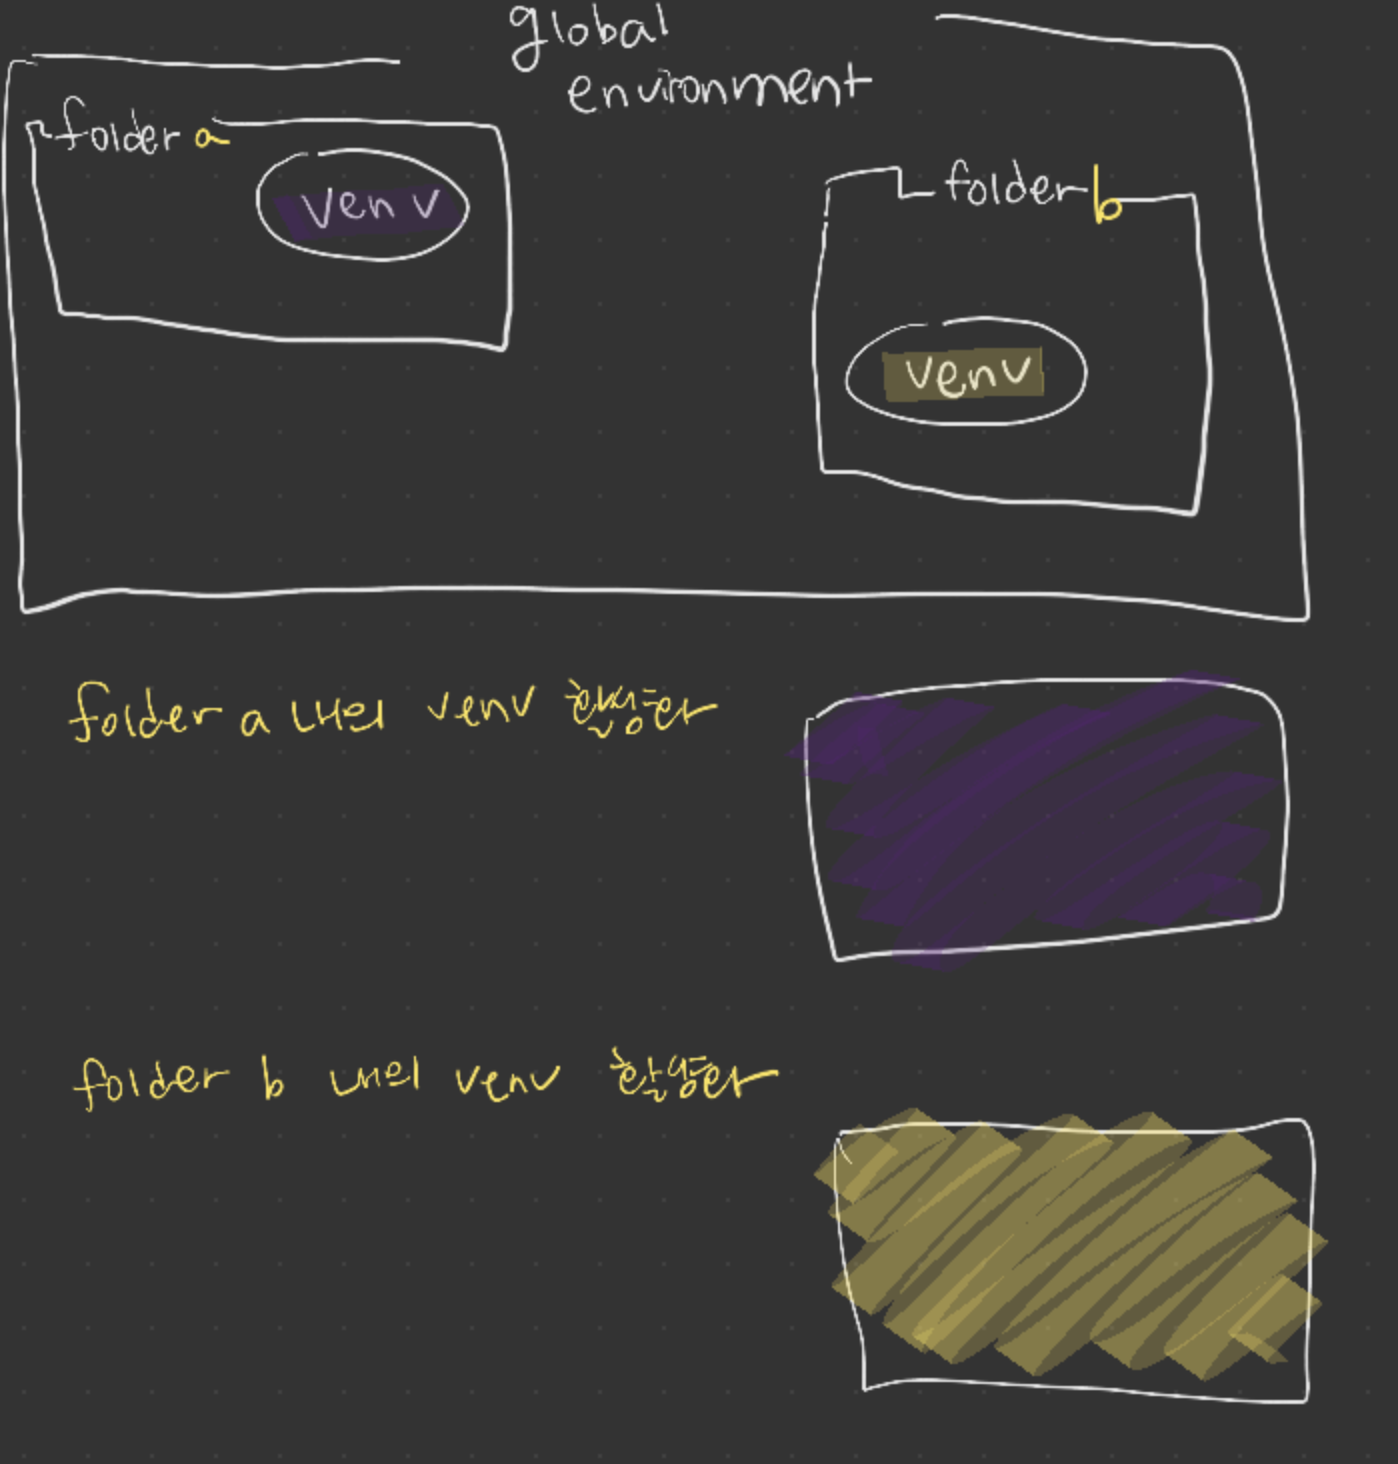 global
environment
folder a
venv
folder b
venv
folder a 내의 venv 활성화
folder b 내의 venv 활성화